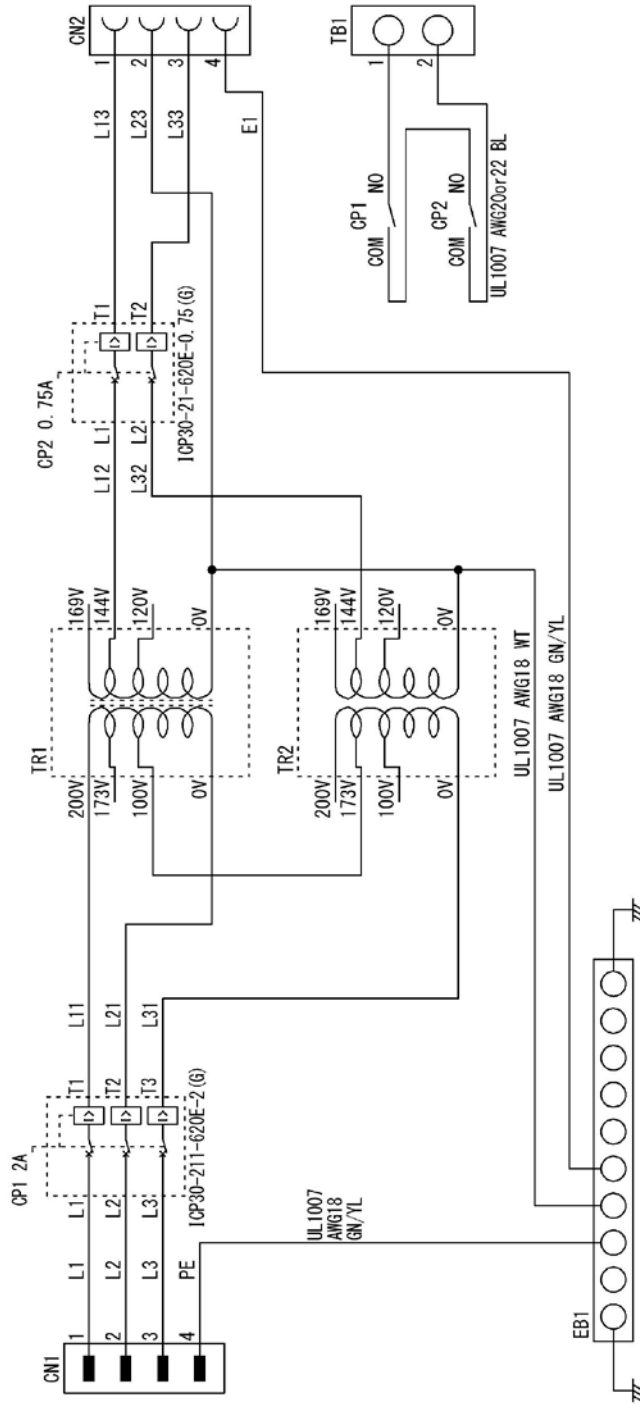 CN1
1
2
3
4
L1
L2
L3
PE
CP1 2A
L1
L2
L3
T1
T2
T3
I>
I>
I>
ICP30-211-620E-2(G)
L11
L21
L31
UL1007
AWG18
GN/YL
TR1
200V
173V
100V
0V
169V
144V
120V
0V
TR2
200V
173V
100V
0V
169V
144V
120V
0V
UL1007 AWG18 WT
UL1007 AWG18 GN/YL
CP2 0.75A
L12
L32
L1
L2
T1
T2
I>
I>
ICP30-21-620E-0.75(G)
L13
L23
L33
E1
CN2
1
2
3
4
TB1
1
2
CP1
COM
NO
CP2
COM
NO
UL1007 AWG20or22 BL
EB1